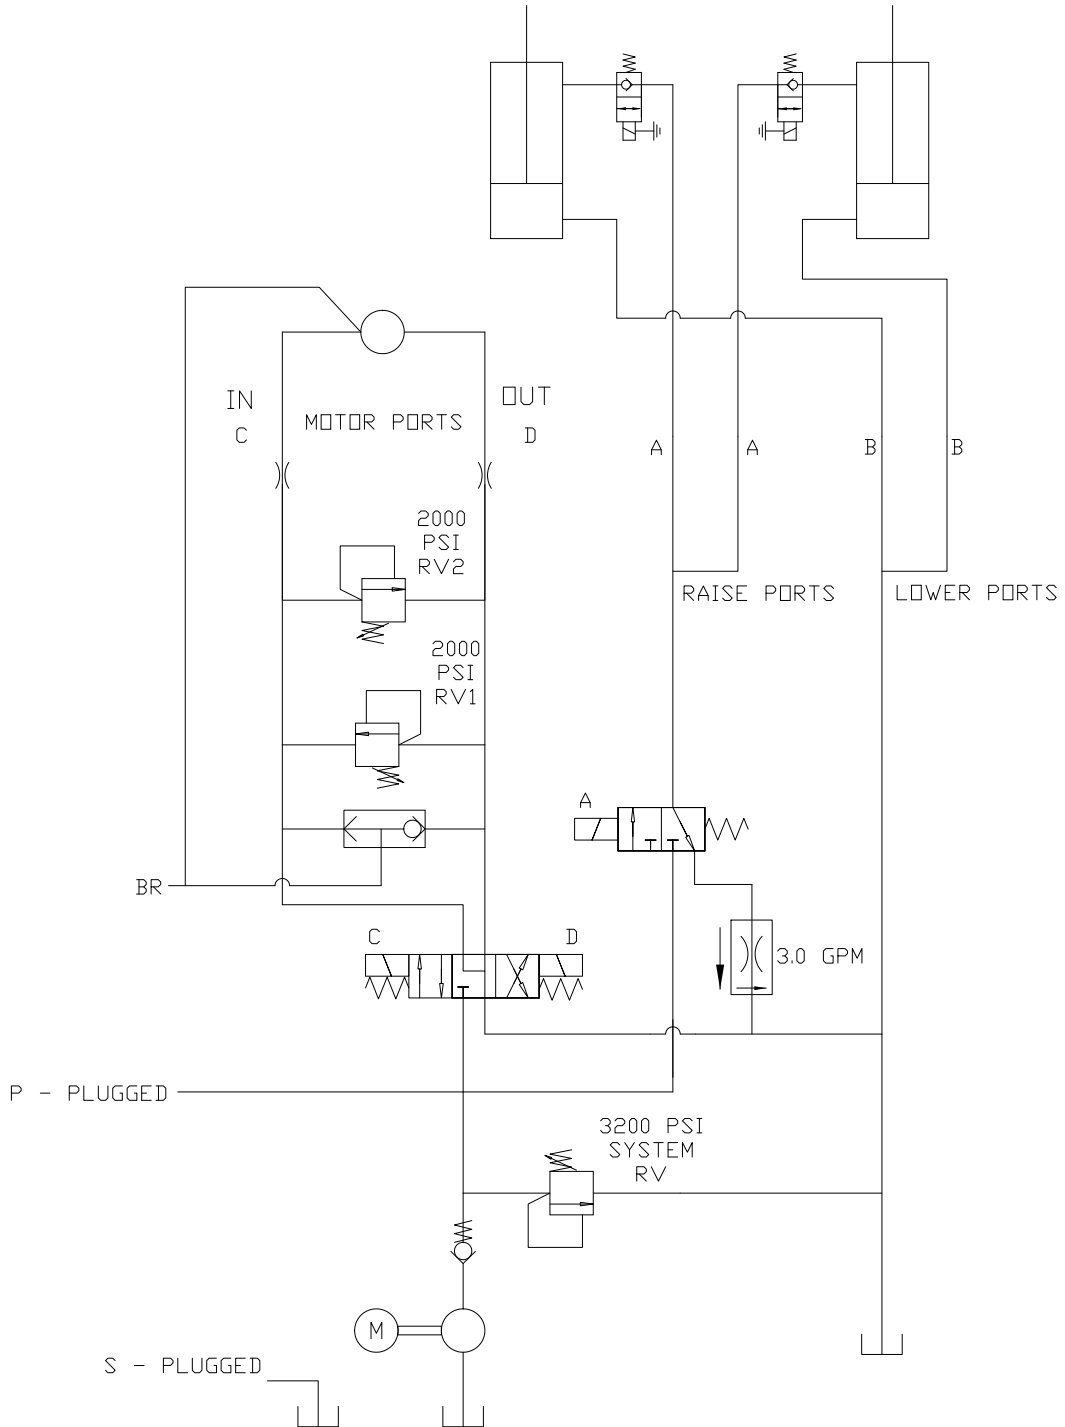 IN
C
MOTOR PORTS
OUT
D
A
A
B
B
2000
PSI
RV2
RAISE PORTS
LOWER PORTS
2000
PSI
RV1
A
BR
C
D
3.0 GPM
P - PLUGGED
3200 PSI
SYSTEM
RV
M
S - PLUGGED